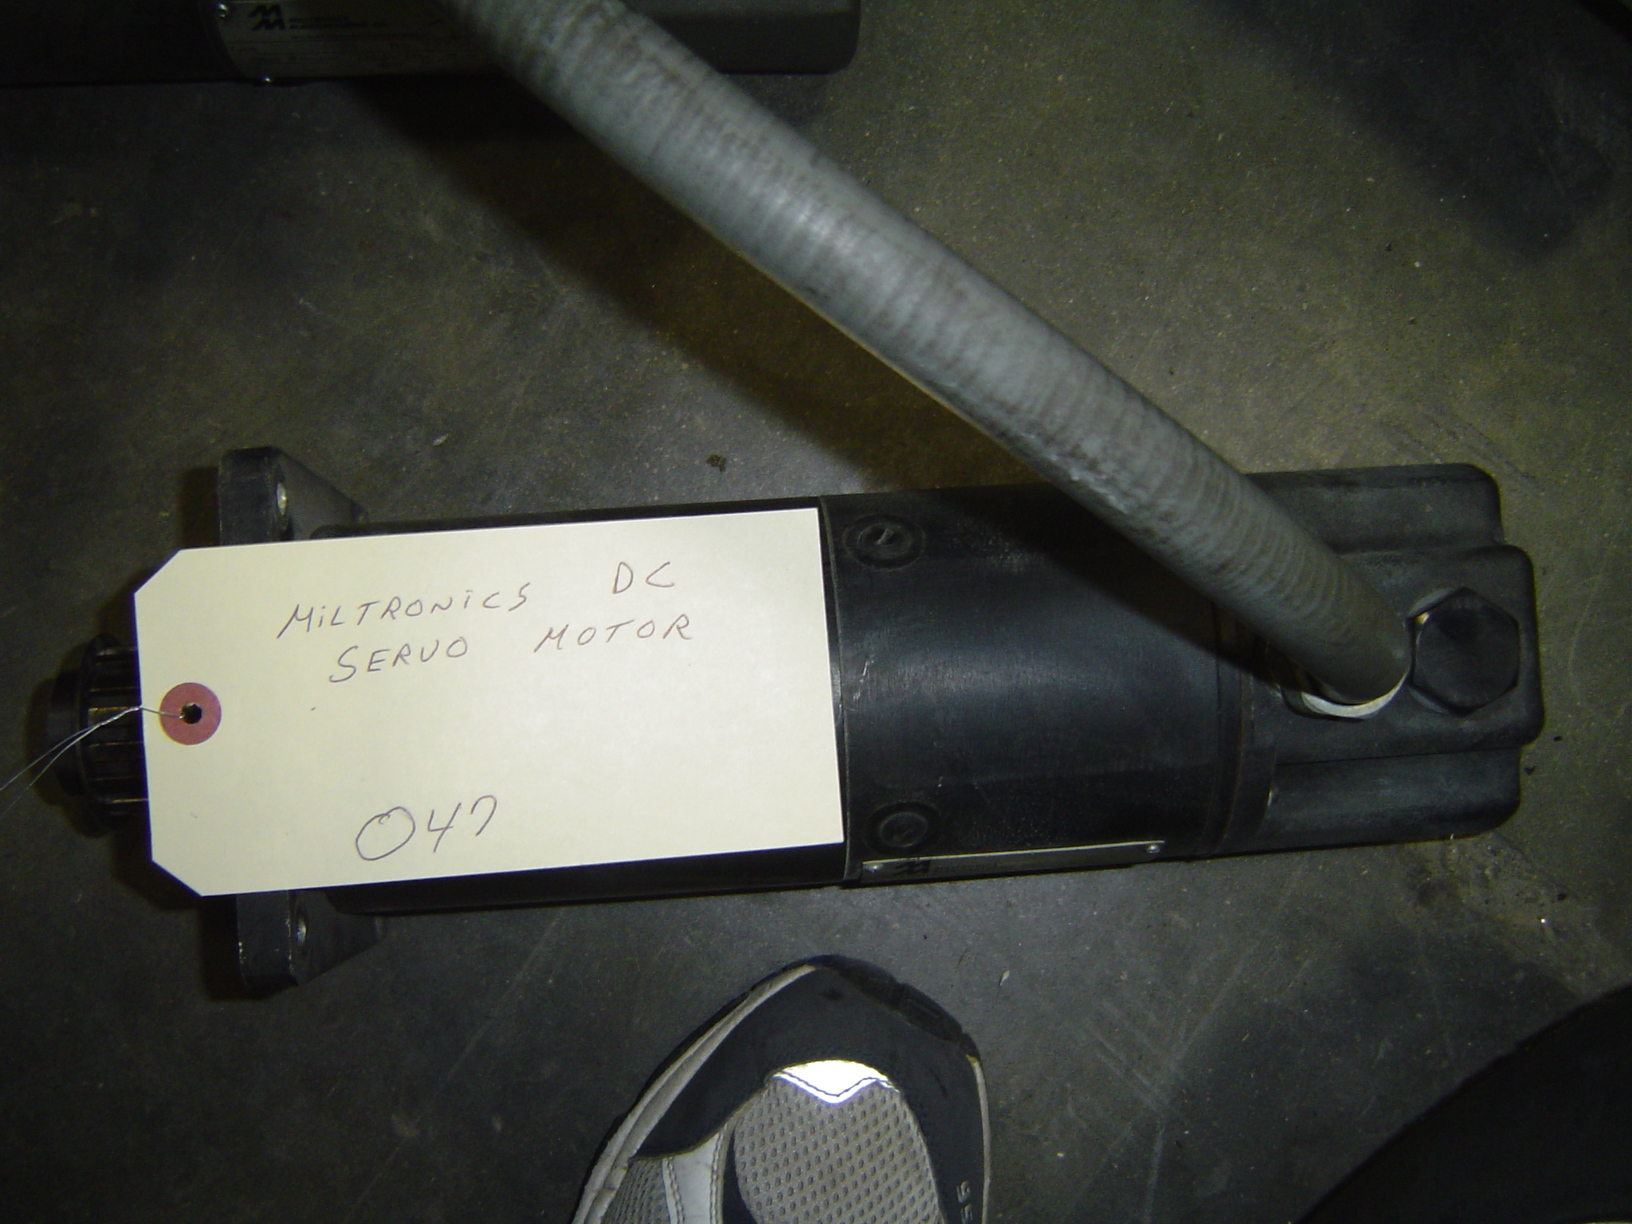 MiLTRONiCS DC
SERVO MOTOR
047